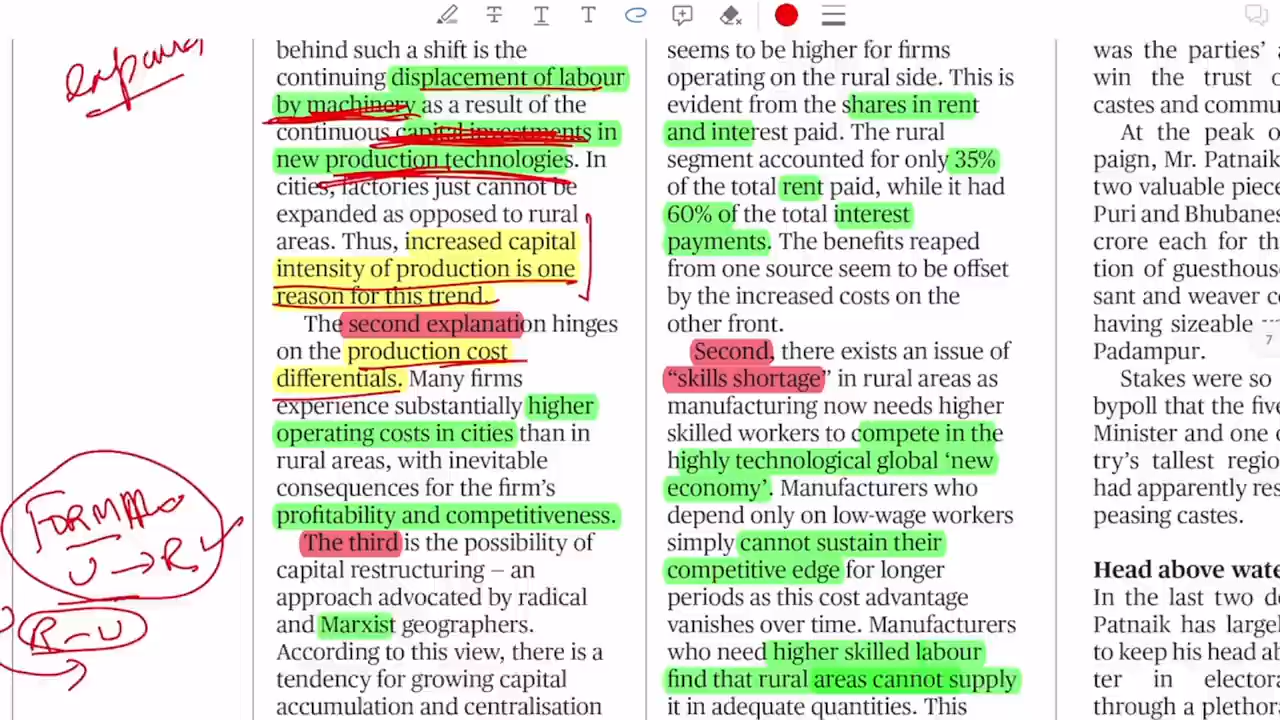 expand
behind such a shift is the
continuing displacement of labour
by machinery as a result of the
continuous capital investments in
new production technologies. In
cities, factories just cannot be
expanded as opposed to rural
areas. Thus, increased capital
intensity of production is one
reason for this trend.
The second explanation hinges
on the production cost
differentials. Many firms
experience substantially higher
operating costs in cities than in
rural areas, with inevitable
consequences for the firm's
profitability and competitiveness.
The third is the possibility of
capital restructuring – an
approach advocated by radical
and Marxist geographers.
According to this view, there is a
tendency for growing capital
accumulation and centralisation
U → R
R – U
seems to be higher for firms
operating on the rural side. This is
evident from the shares in rent
and interest paid. The rural
segment accounted for only 35%
of the total rent paid, while it had
60% of the total interest
payments. The benefits reaped
from one source seem to be offset
by the increased costs on the
other front.
Second, there exists an issue of
“skills shortage” in rural areas as
manufacturing now needs higher
skilled workers to compete in the
highly technological global ‘new
economy’. Manufacturers who
depend only on low-wage workers
simply cannot sustain their
competitive edge for longer
periods as this cost advantage
vanishes over time. Manufacturers
who need higher skilled labour
find that rural areas cannot supply
it in adequate quantities. This
was the parties’
win the trust
castes and commu
At the peak
paign, Mr. Patnaik
two valuable piece
Puri and Bhubanes
crore each for th
tion of guesthous
sant and weaver c
having sizeable
Padampur.
Stakes were so
bypoll that the five
Minister and one
try’s tallest regio
had apparently res
peasing castes.
Head above wate
In the last two de
Patnaik has largel
to keep his head ab
ter in elector
through a plethor
7